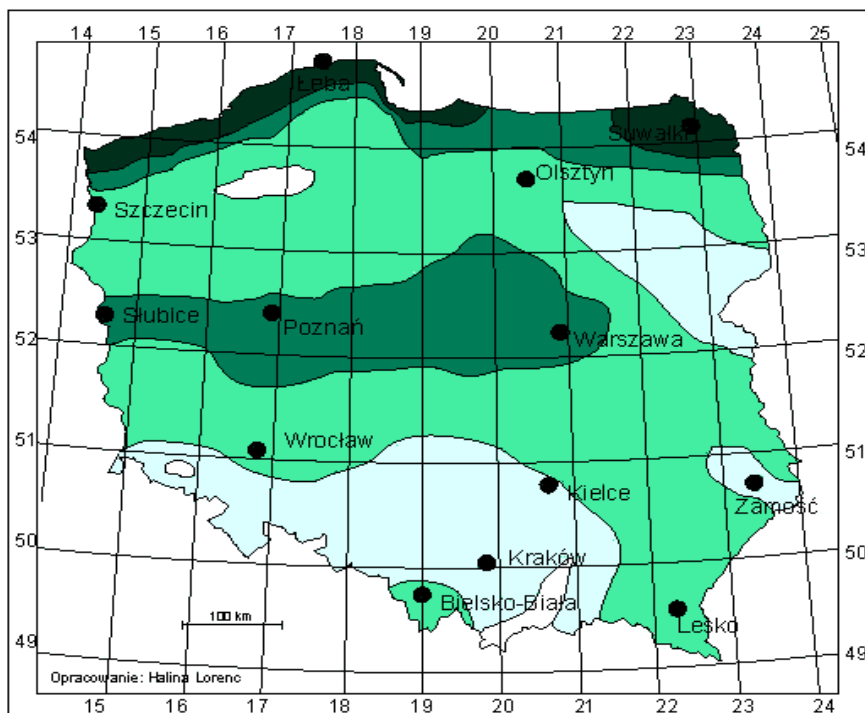 14 15 16 17 18 19 20 21 22 23 24 25
Łeba
54 Suwałki 54
Olsztyn
Szczecin
53 53
Słubice Poznań
52 Warszawa 52
51 Wrocław 51
Kielce
Zamość
50 Kraków 50
Bielsko-Biała
100 km Lesko
49 49
Opracowanie: Halina Lorenc
15 16 17 18 19 20 21 22 23 24